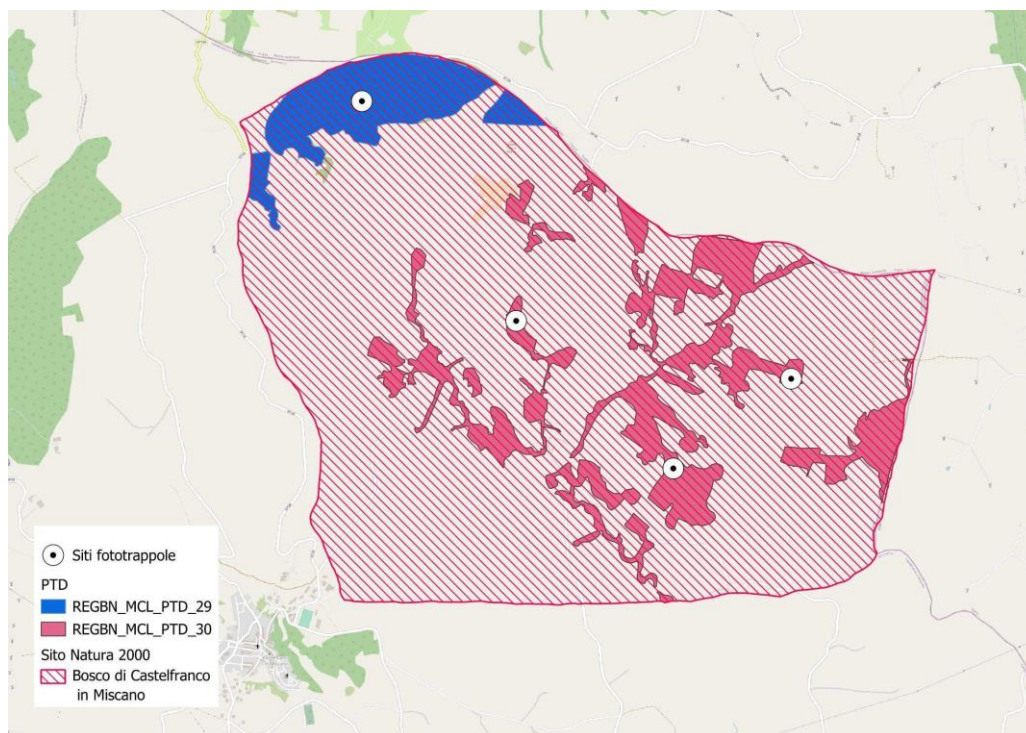 Siti fototrappole
PTD
REGBN_MCL_PTD_29
REGBN_MCL_PTD_30
Sito Natura 2000
Bosco di Castelfranco
in Miscano